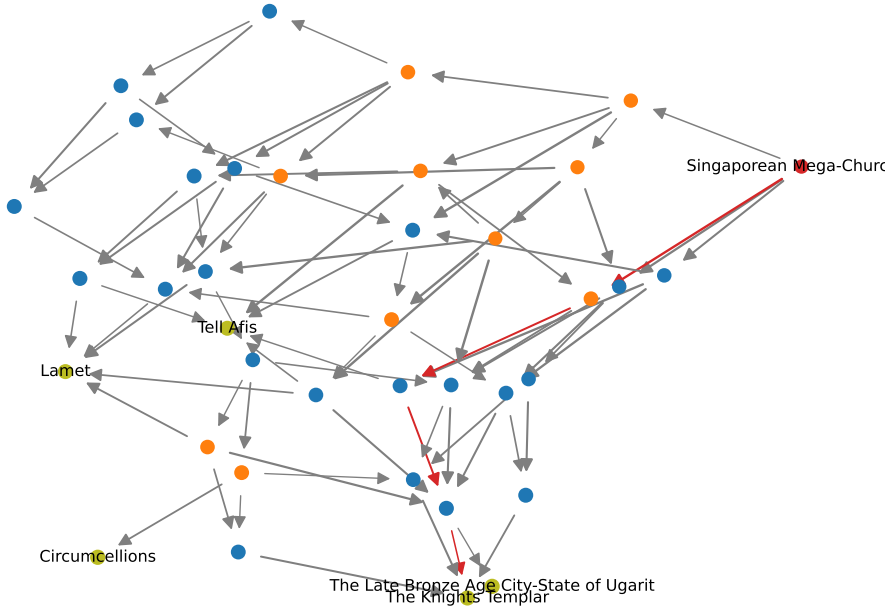 Singaporean Mega-Churc
Tell Afis
Lamet
Circumcellions
The Late Bronze Age City-State of Ugarit
The Knights Templar